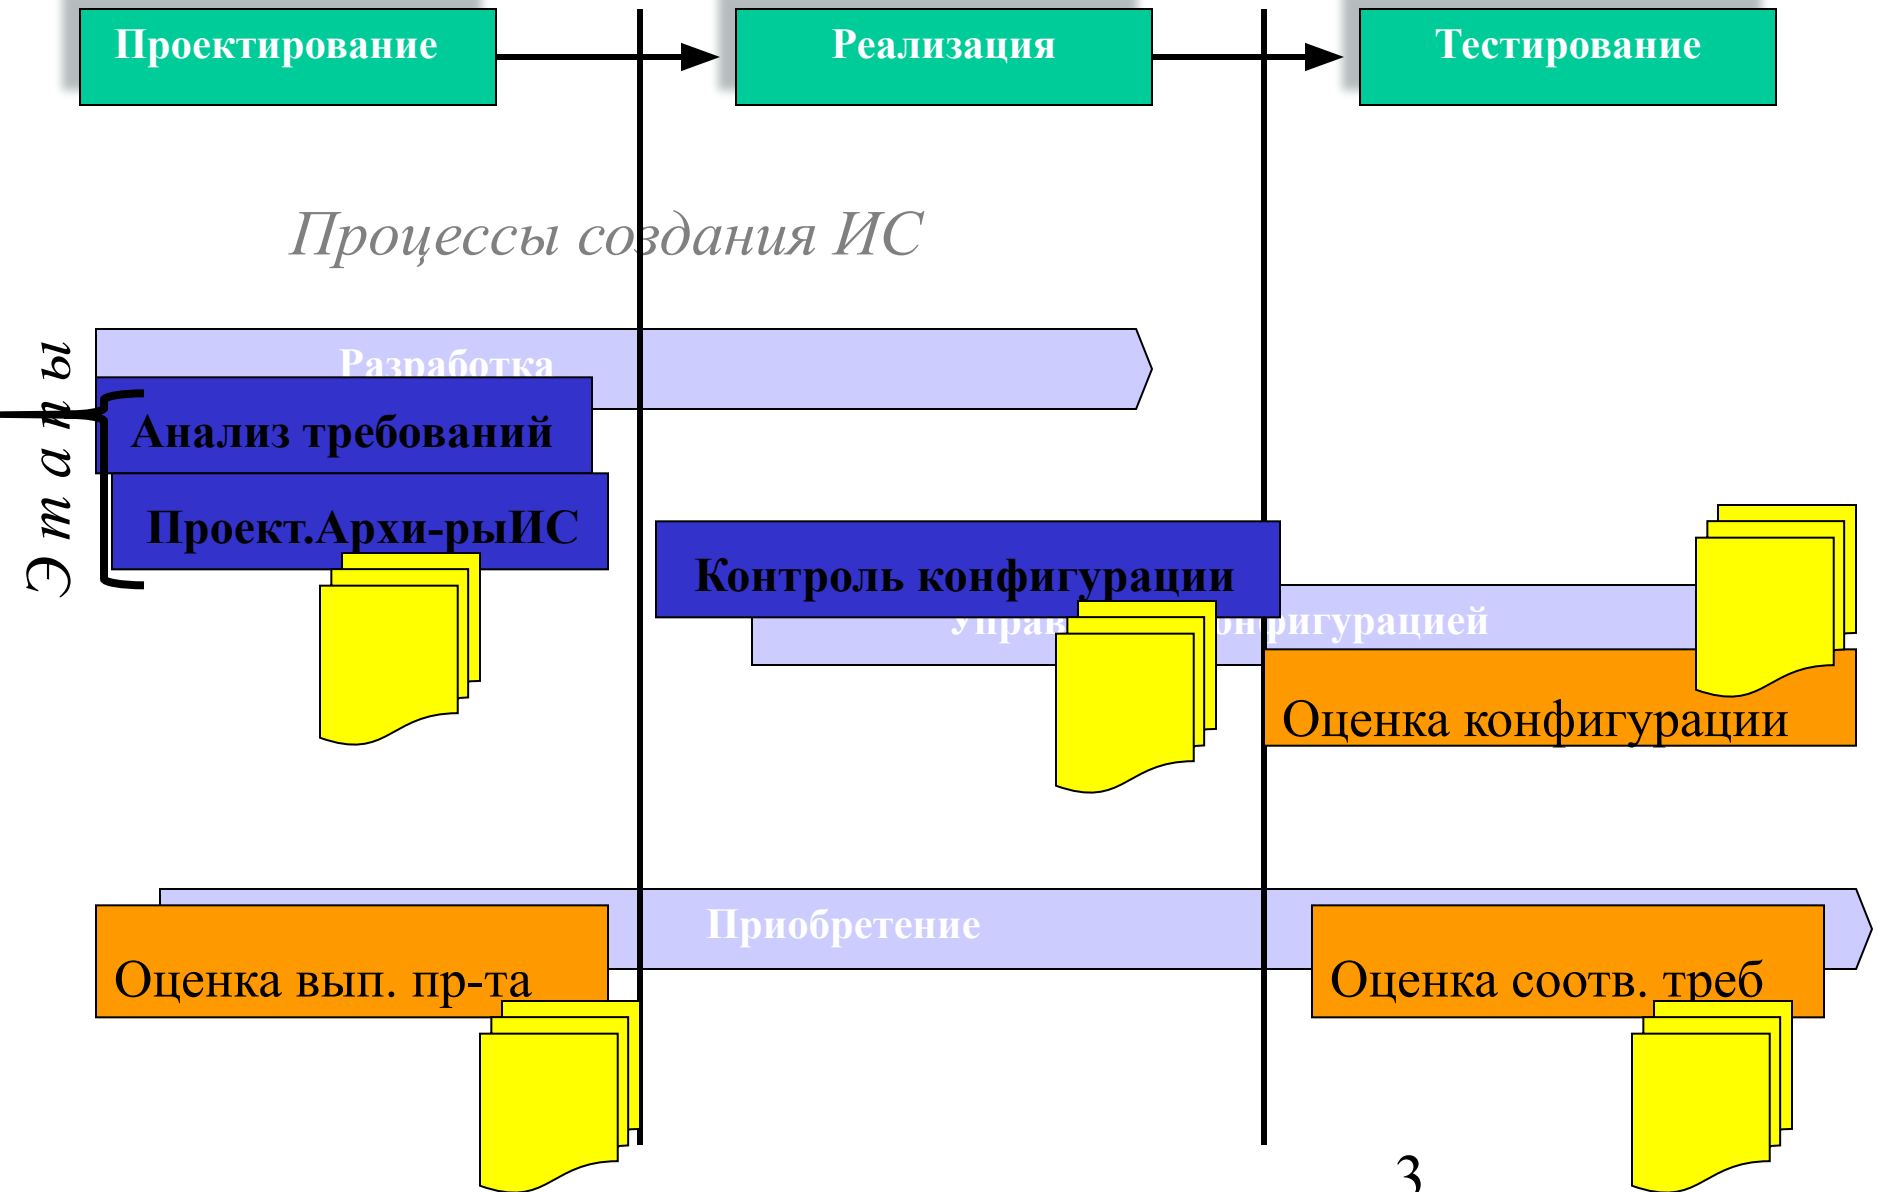 Проектирование
Реализация
Тестирование
Процессы создания ИС
Этапы
Разработка
Анализ требований
Проект.Архи-рыИС
Контроль конфигурации
Оценка конфигурации
Приобретение
Оценка вып. пр-та
Оценка соотв. треб
3